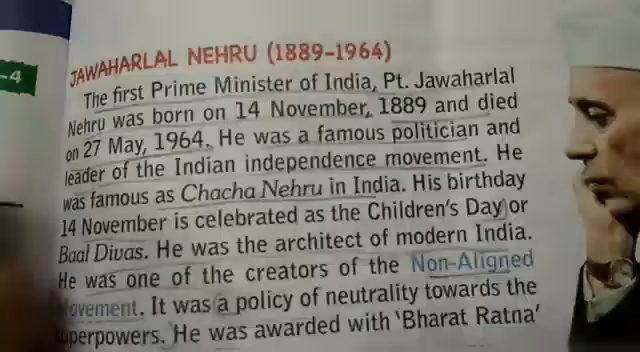 -4
JAWAHARLAL NEHRU (1889-1964)
The first Prime Minister of India, Pt. Jawaharlal
Nehru was born on 14 November, 1889 and died
on 27 May, 1964. He was a famous politician and
leader of the Indian independence movement. He
was famous as Chacha Nehru in India. His birthday
14 November is celebrated as the Children's Day or
Baal Divas. He was the architect of modern India.
He was one of the creators of the Non-Aligned
Movement. It was a policy of neutrality towards the
superpowers. He was awarded with 'Bharat Ratna'